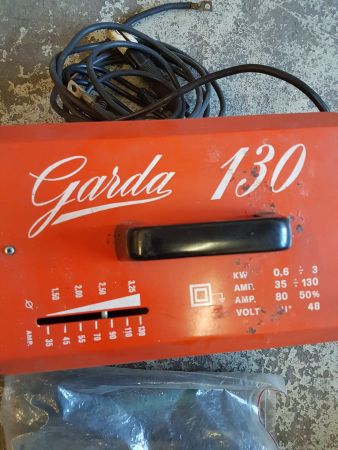 Garda 130
KW. 0,6 ÷ 3
AMP. 35 ÷ 130
AMP. 80 50%
VOLT 48
1.50 2.00 2.50 3.25
Ø
AMP. 35 45 55 65 70 90 110 130